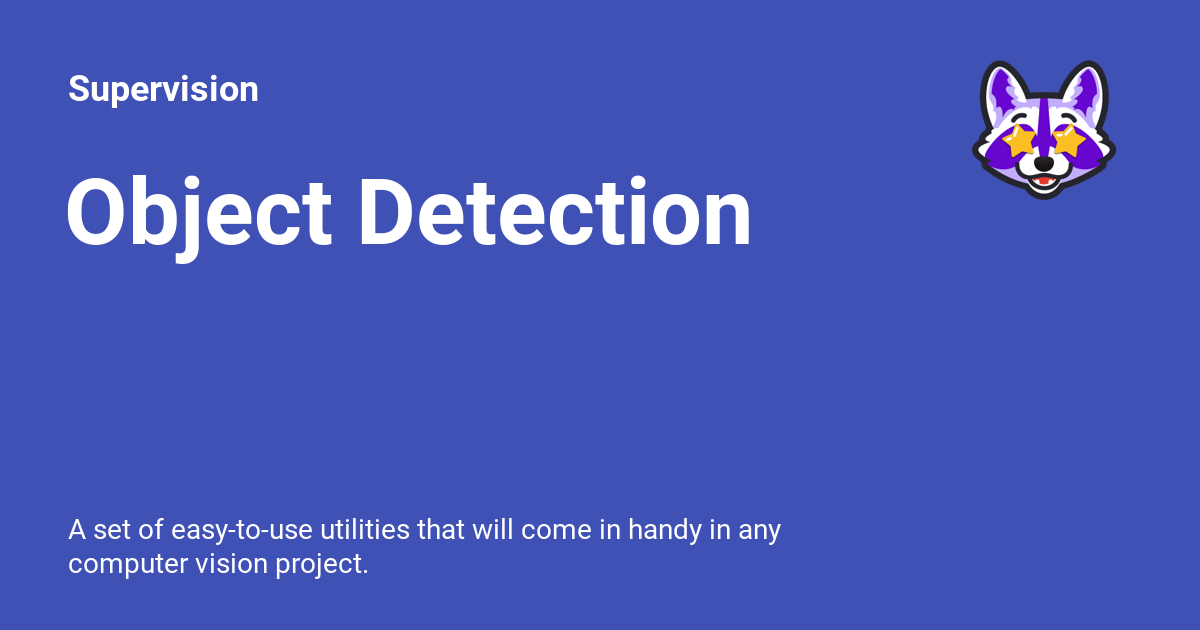 Supervision
Object Detection
A set of easy-to-use utilities that will come in handy in any
computer vision project.